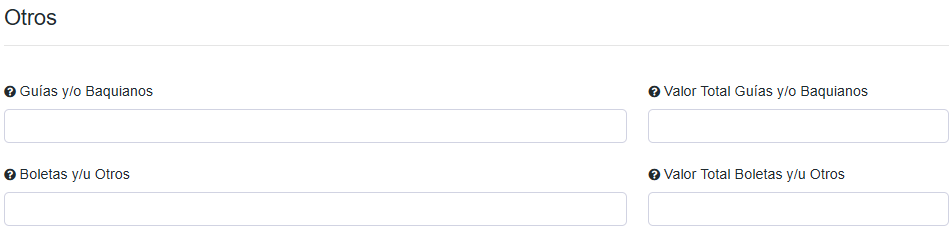 Otros
Guías y/o Baquianos
Valor Total Guías y/o Baquianos
Boletas y/u Otros
Valor Total Boletas y/u Otros